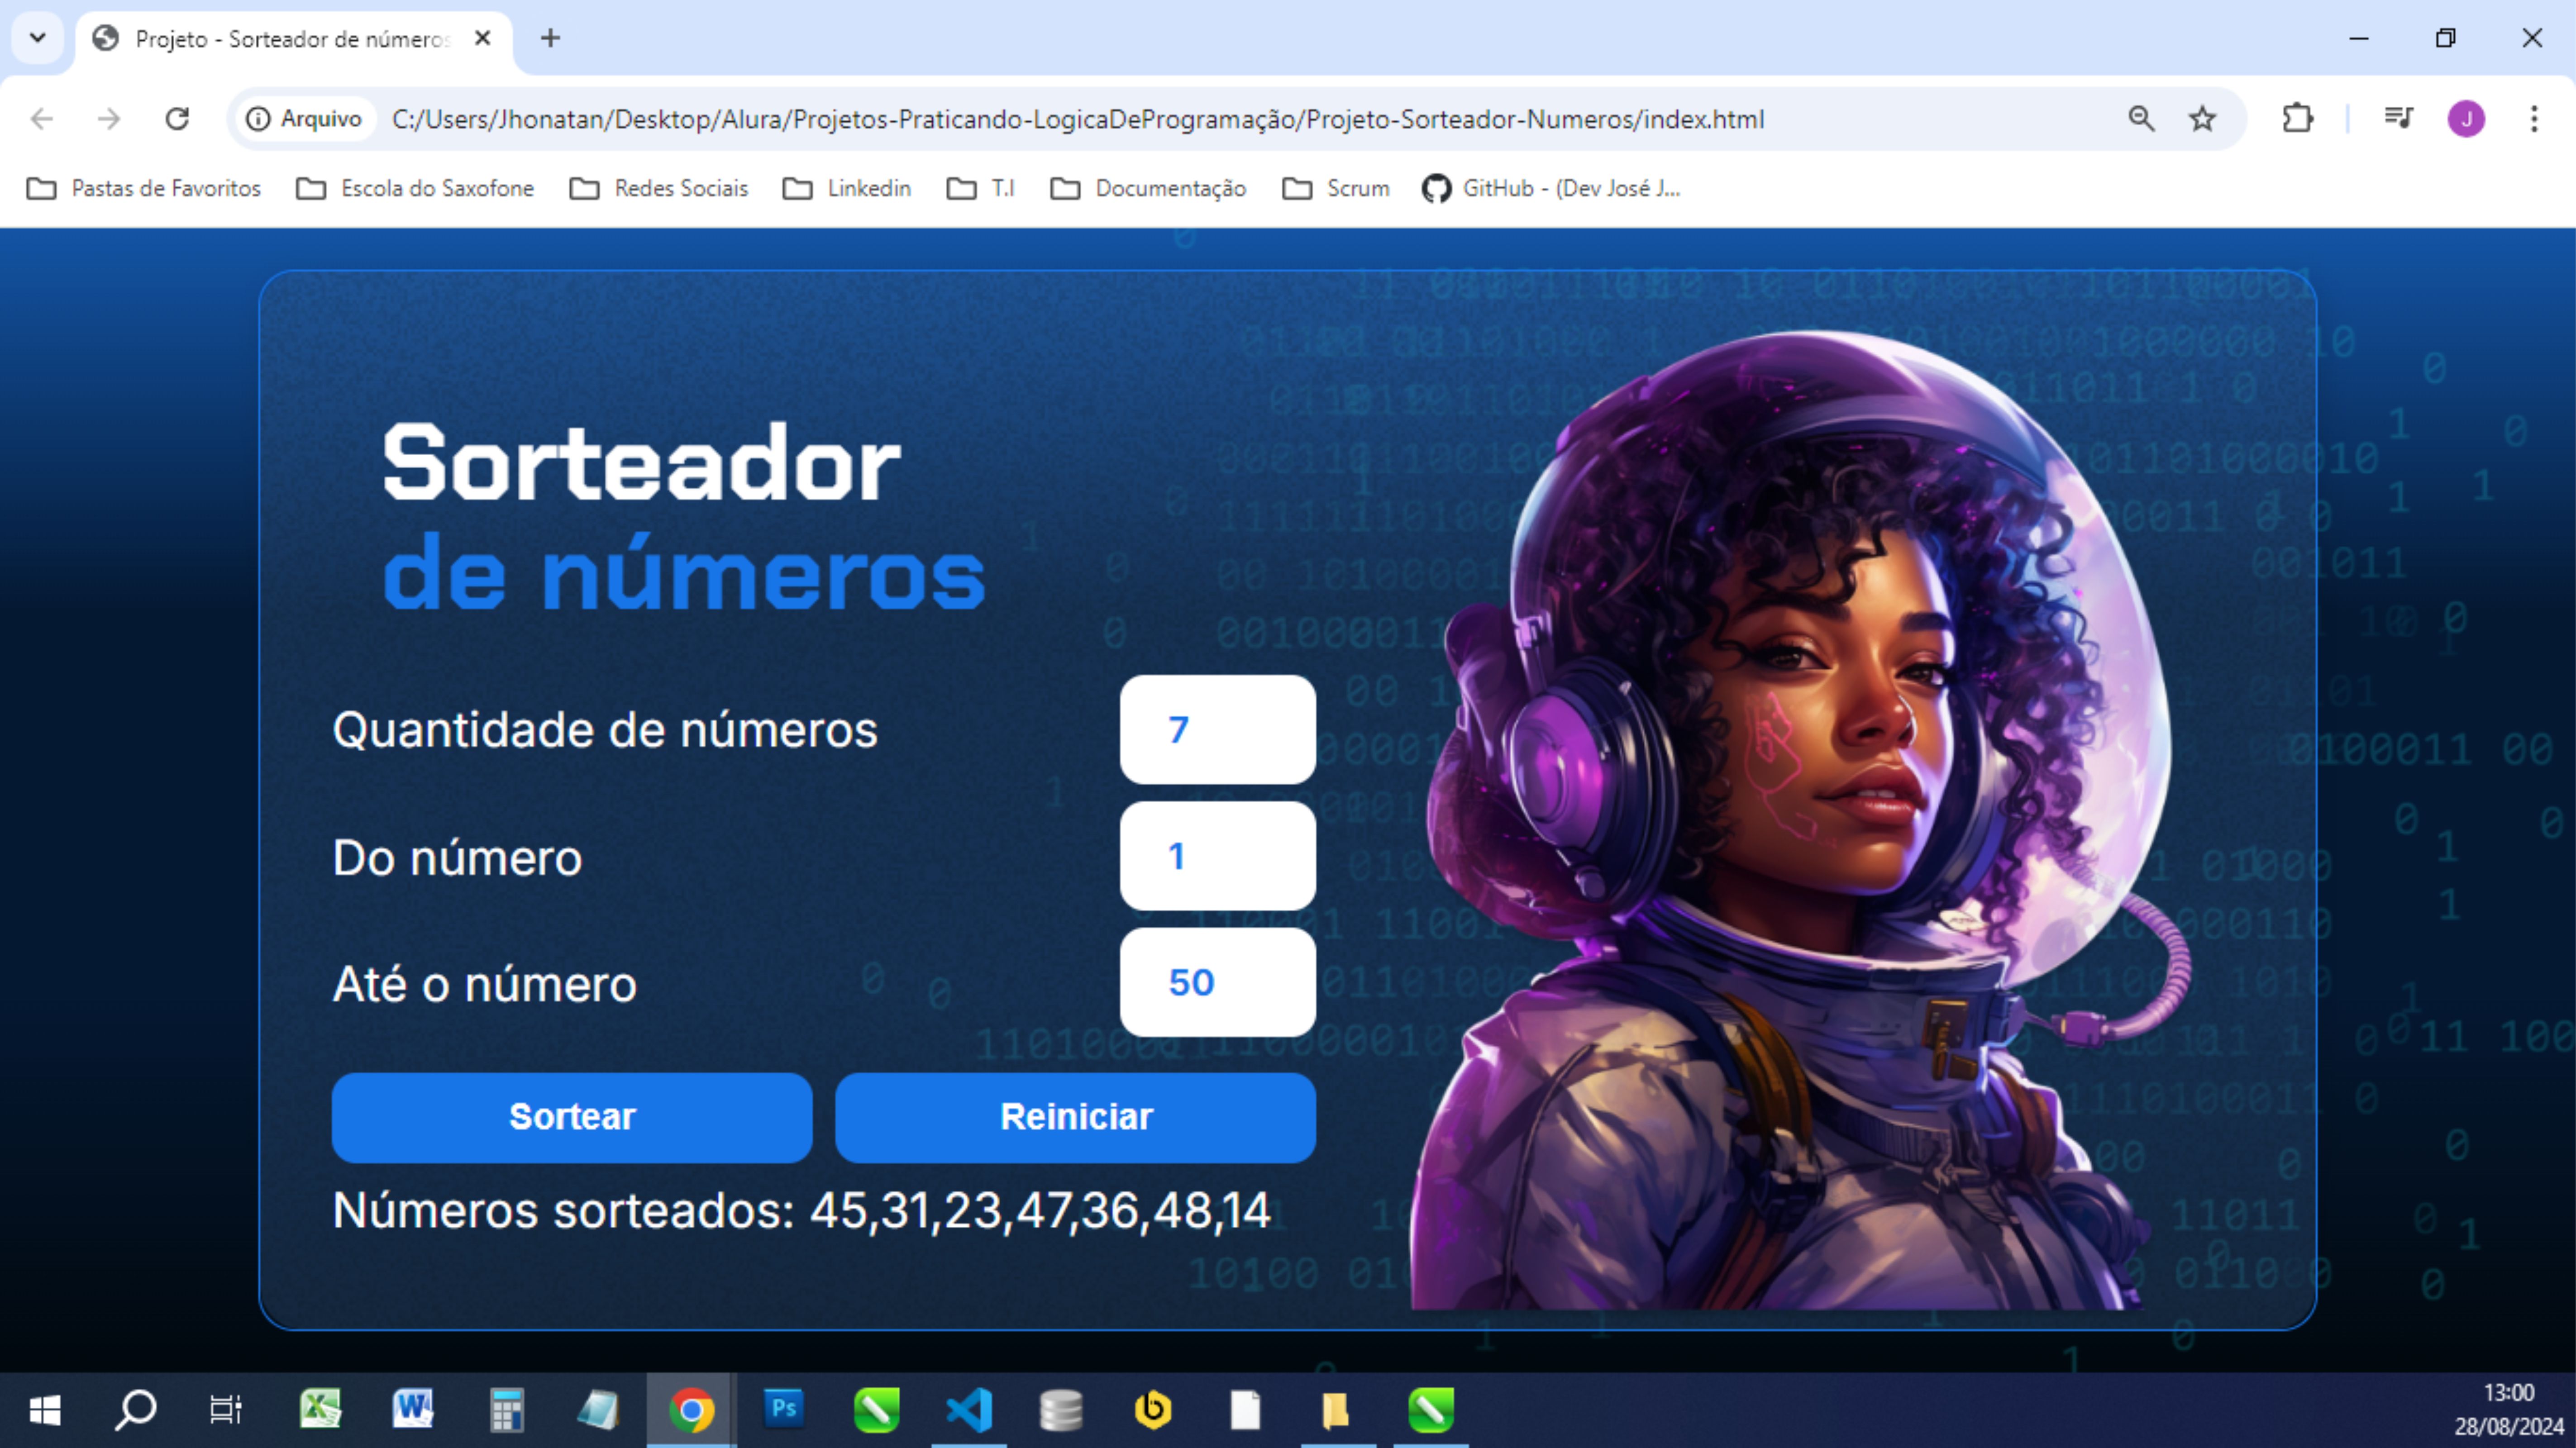 Projeto - Sorteador de números
Arquivo
C:/Users/Jhonatan/Desktop/Alura/Projetos-Praticando-LogicaDeProgramação/Projeto-Sorteador-Numeros/index.html
J
Pastas de Favoritos
Escola do Saxofone
Redes Sociais
Linkedin
T.I
Documentação
Scrum
GitHub - (Dev José J...
Sorteador
de números
Quantidade de números
7
Do número
1
Até o número
50
Sortear
Reiniciar
Números sorteados: 45,31,23,47,36,48,14
Ps
13:00
28/08/2024